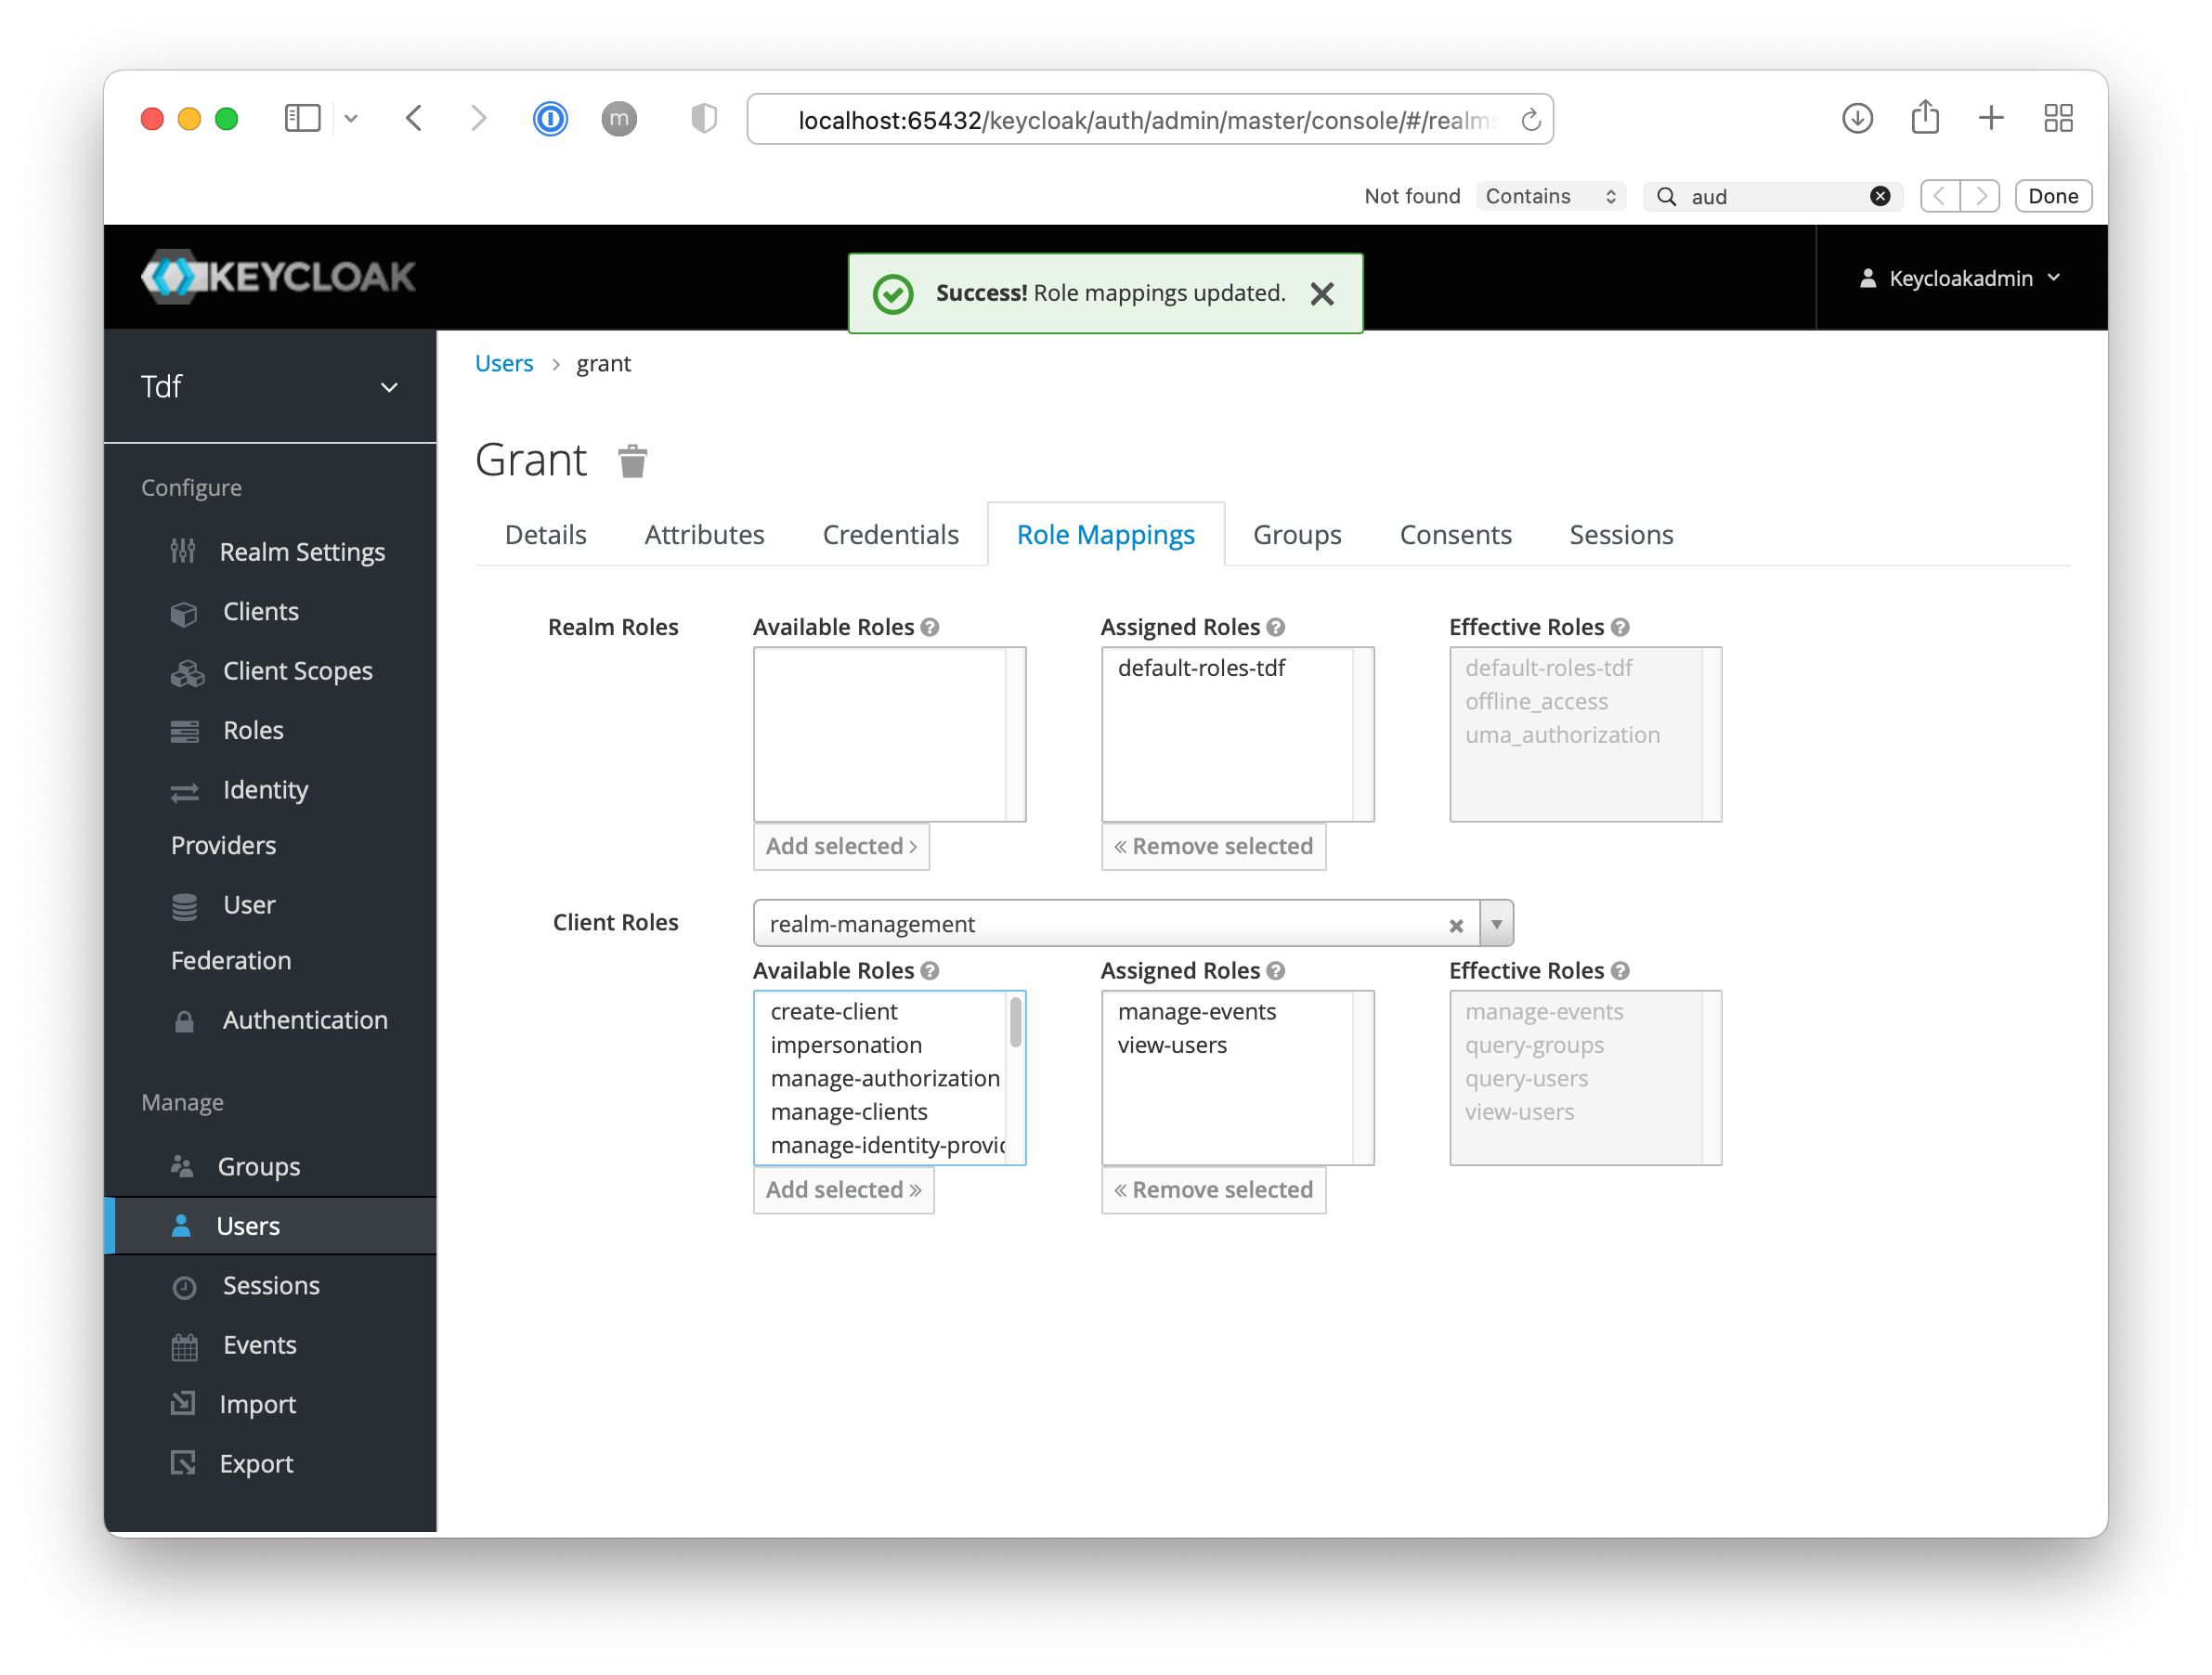 localhost:65432/keycloak/auth/admin/master/console/#/realms
Not found Contains aud Done
KEYCLOAK
Success! Role mappings updated.
Keycloakadmin
Tdf
Users > grant
Grant
Configure
Realm Settings
Clients
Client Scopes
Roles
Identity
Providers
User
Federation
Authentication
Manage
Groups
Users
Sessions
Events
Import
Export
Details Attributes Credentials Role Mappings Groups Consents Sessions
Realm Roles
Available Roles
Add selected >
Assigned Roles
default-roles-tdf
« Remove selected
Effective Roles
default-roles-tdf
offline_access
uma_authorization
Client Roles
realm-management
Available Roles
create-client
impersonation
manage-authorization
manage-clients
manage-identity-provi
Add selected »
Assigned Roles
manage-events
view-users
« Remove selected
Effective Roles
manage-events
query-groups
query-users
view-users